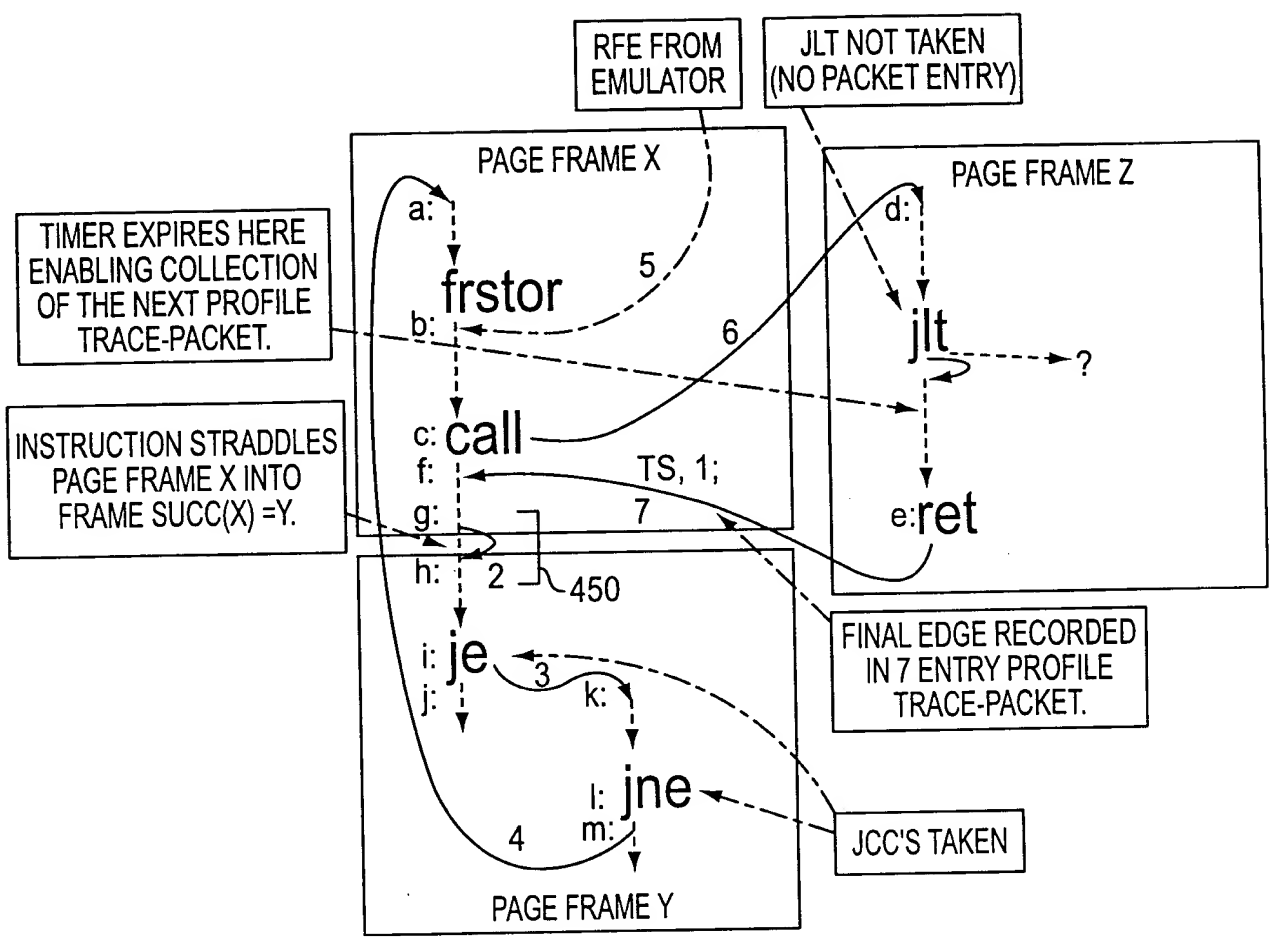 RFE FROM
EMULATOR
JLT NOT TAKEN
(NO PACKET ENTRY)
PAGE FRAME X
PAGE FRAME Z
a:
d:
TIMER EXPIRES HERE
ENABLING COLLECTION
OF THE NEXT PROFILE
TRACE-PACKET.
5
frstor
b:
6
jlt
?
INSTRUCTION STRADDLES
PAGE FRAME X INTO
FRAME SUCC(X) =Y.
c: call
f:
TS, 1;
7
g:
e: ret
h:
2
450
FINAL EDGE RECORDED
IN 7 ENTRY PROFILE
TRACE-PACKET.
i: je
3
j:
k:
l: jne
m:
4
JCC'S TAKEN
PAGE FRAME Y